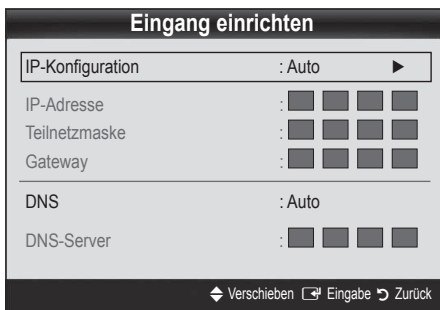 Eingang einrichten
IP-Konfiguration : Auto ►
IP-Adresse :
Teilnetzmaske :
Gateway :
DNS : Auto
DNS-Server :
Verschieben Eingabe Zurück